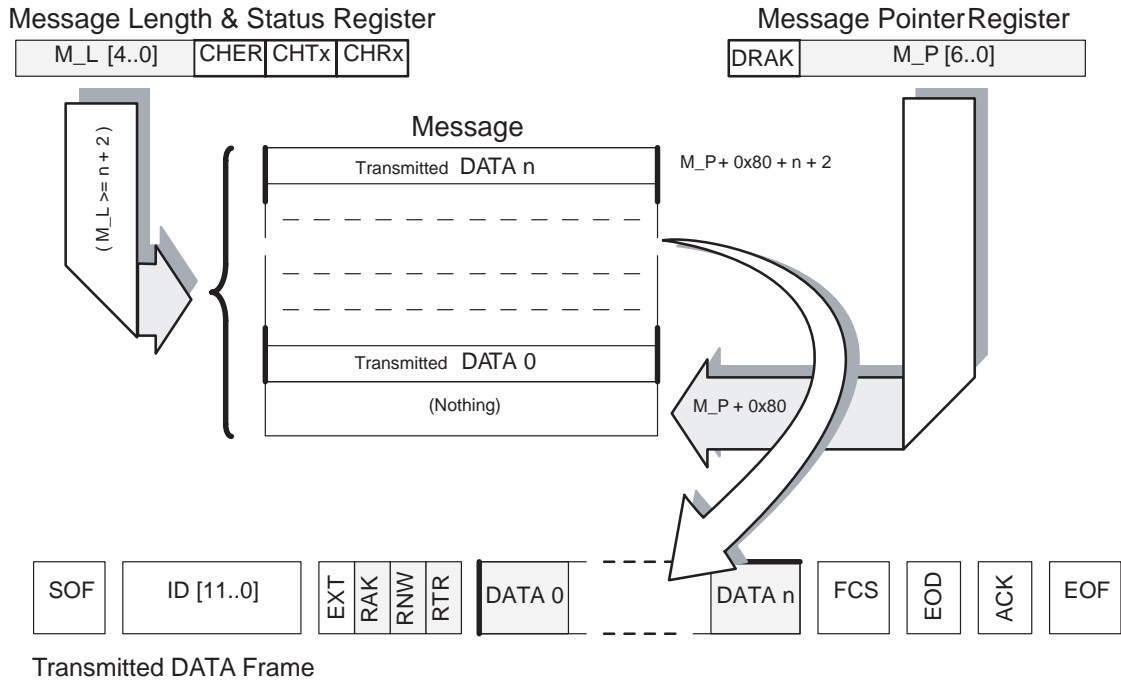 Message Length & Status Register
Message Pointer Register
M_L [4..0] CHER CHTx CHRx
DRAK M_P [6..0]
( M_L >= n + 2 )
Message
Transmitted DATA n
M_P + 0x80 + n + 2
Transmitted DATA 0
(Nothing)
M_P + 0x80
SOF ID [11..0] EXT RAK RNW RTR DATA 0 DATA n FCS EOD ACK EOF
Transmitted DATA Frame